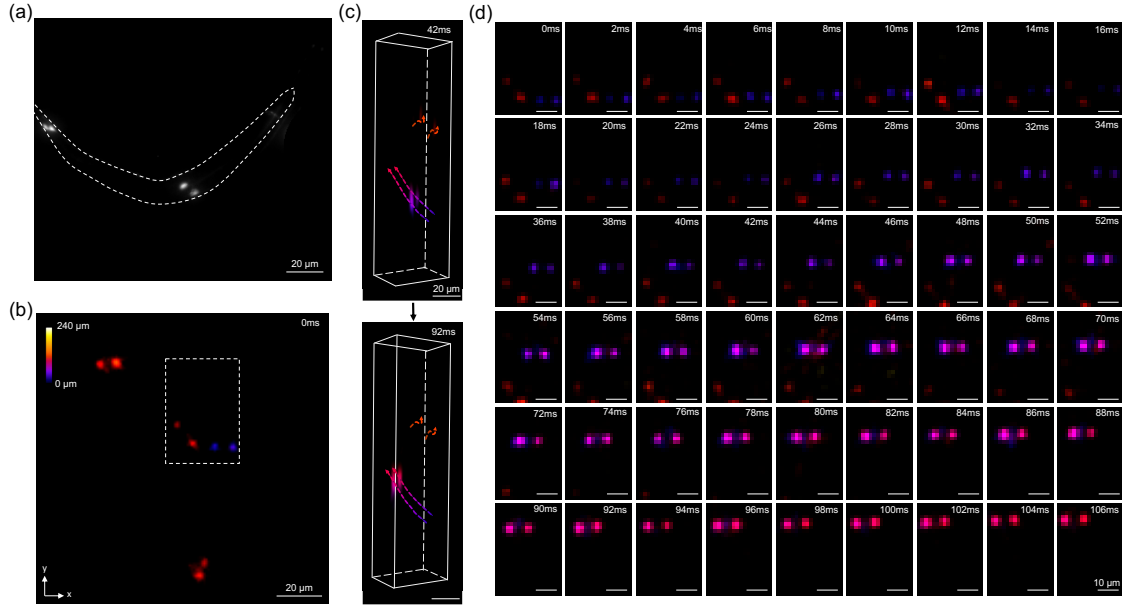 (a)
20 µm
(b)
0ms
240 µm
0 µm
y
x
20 µm
(c)
42ms
20 µm
92ms
(d)
0ms 2ms 4ms 6ms 8ms 10ms 12ms 14ms 16ms
18ms 20ms 22ms 24ms 26ms 28ms 30ms 32ms 34ms
36ms 38ms 40ms 42ms 44ms 46ms 48ms 50ms 52ms
54ms 56ms 58ms 60ms 62ms 64ms 66ms 68ms 70ms
72ms 74ms 76ms 78ms 80ms 82ms 84ms 86ms 88ms
90ms 92ms 94ms 96ms 98ms 100ms 102ms 104ms 106ms
10 µm